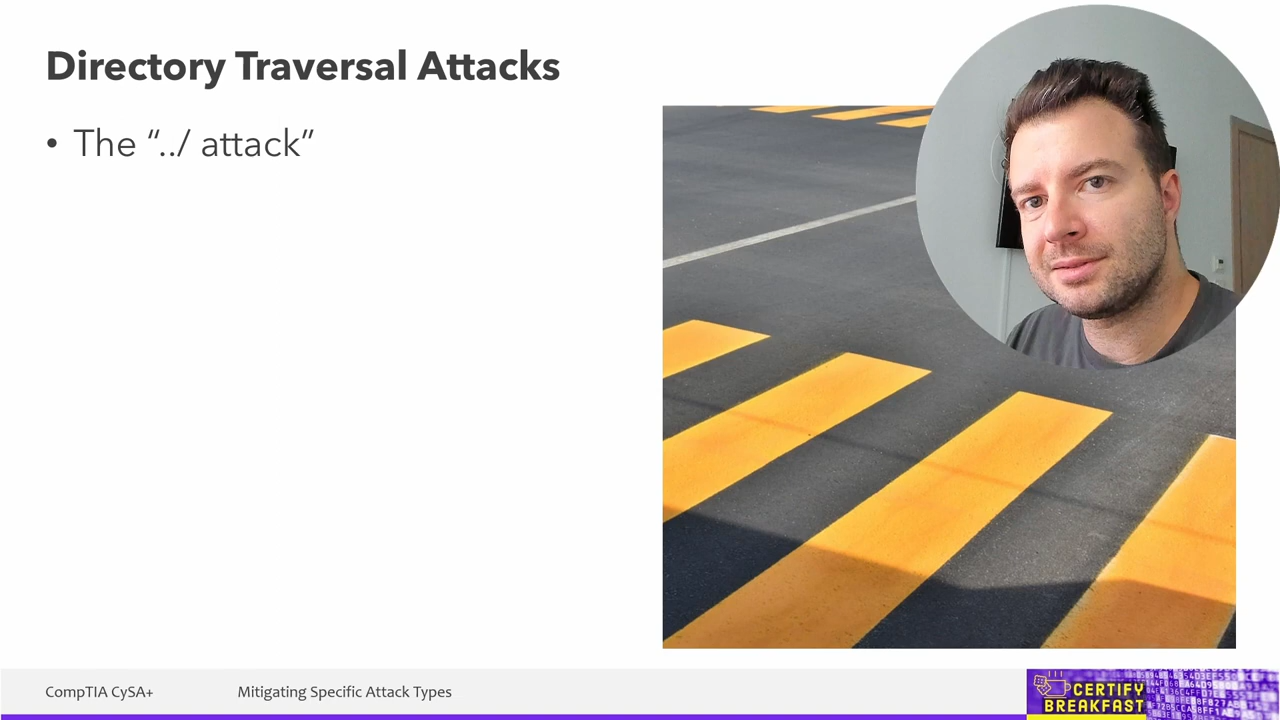 Directory Traversal Attacks
• The “../ attack”
CompTIA CySA+
Mitigating Specific Attack Types
CERTIFY
BREAKFAST